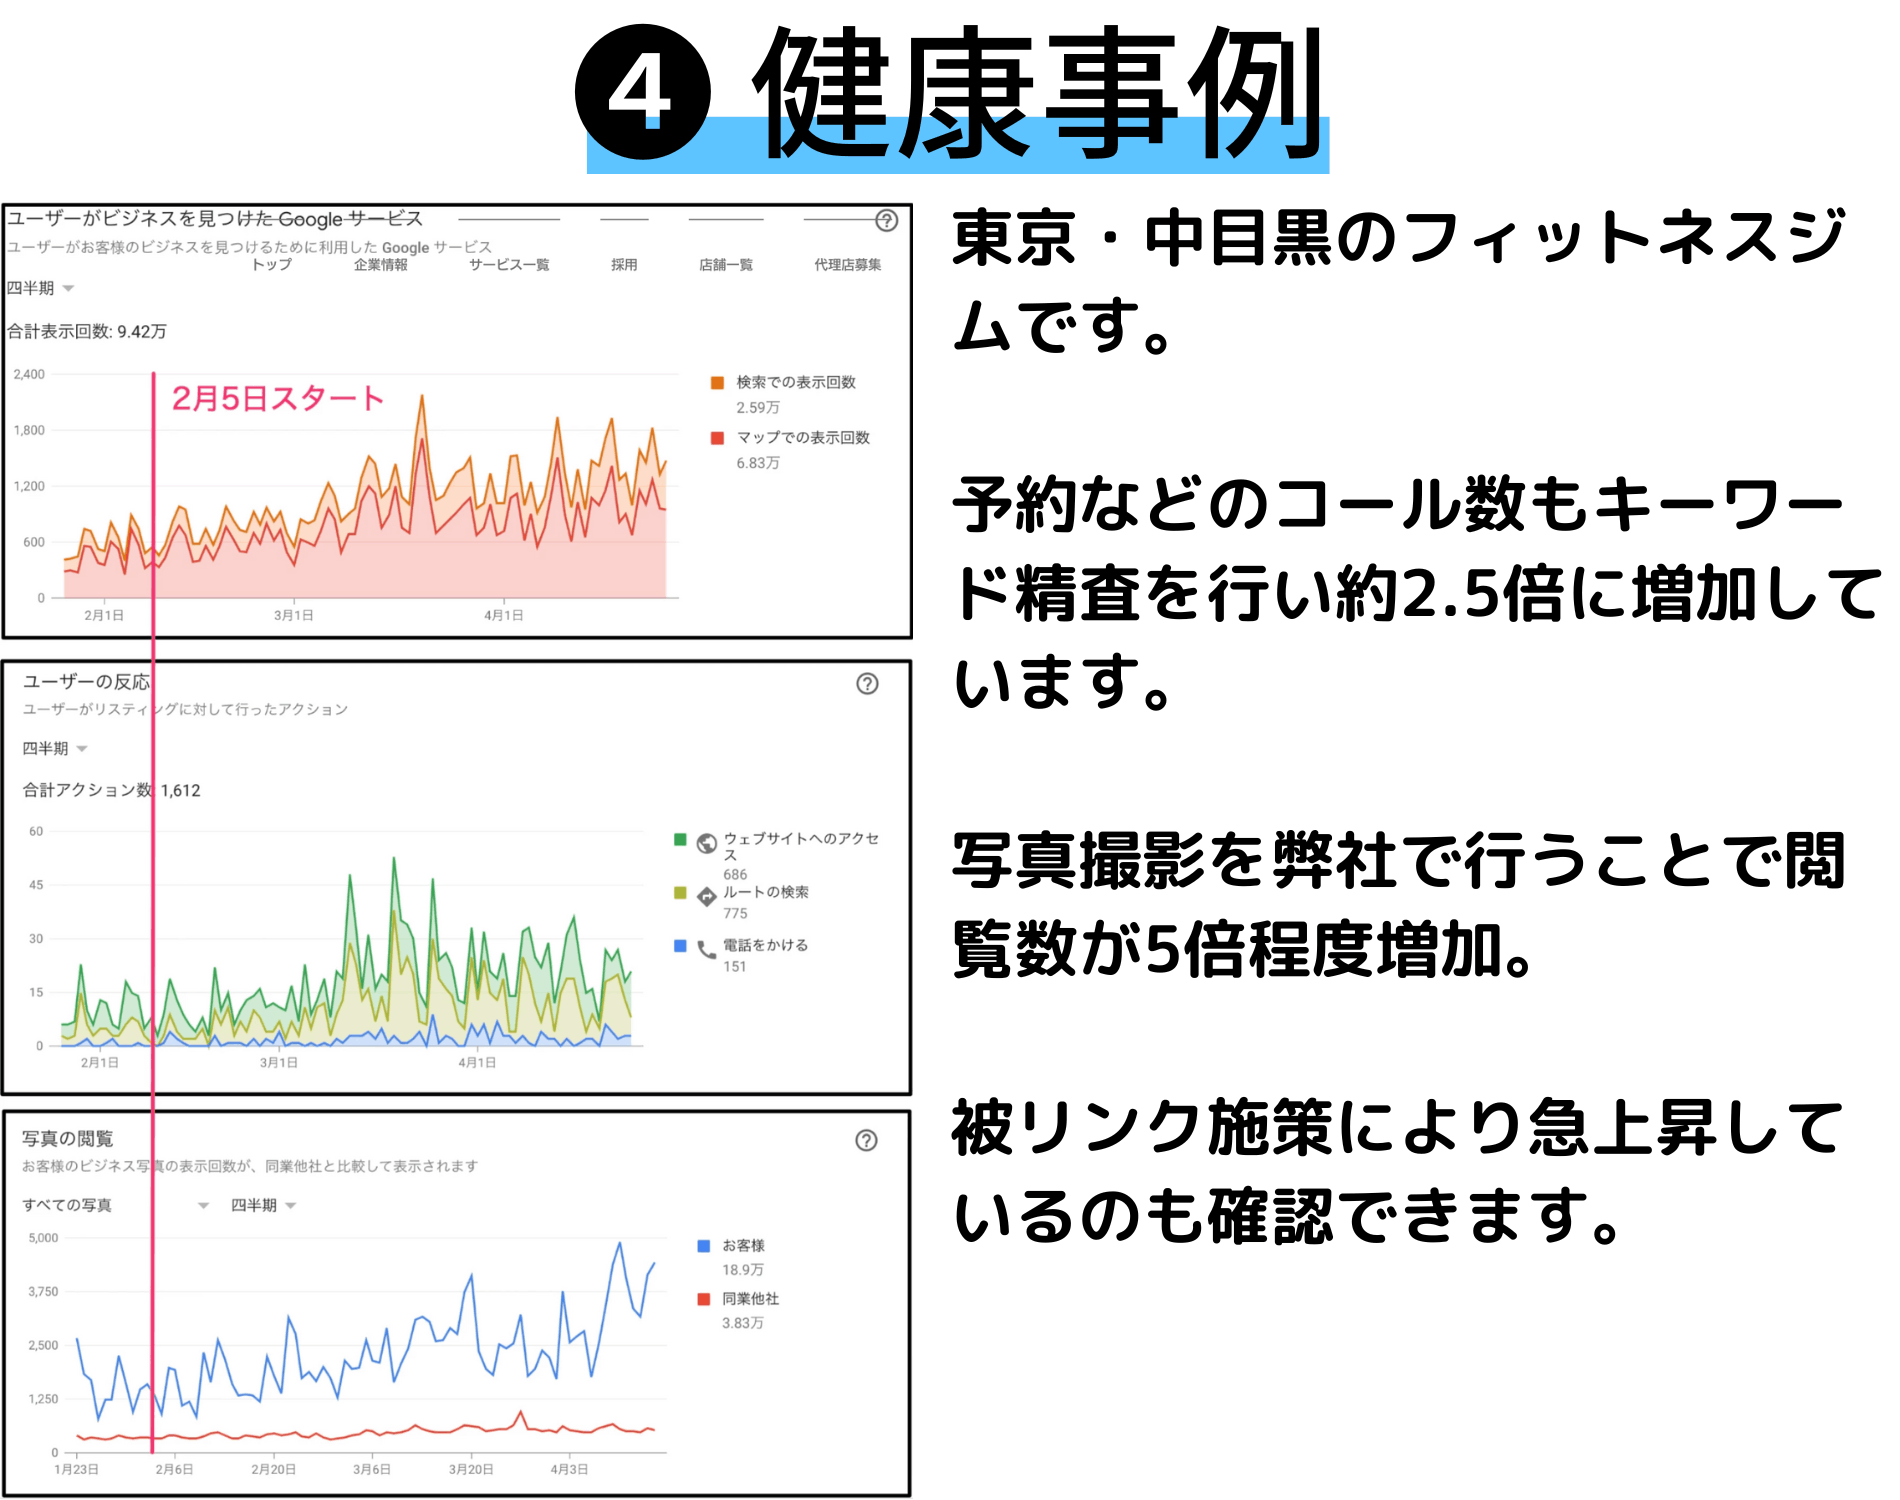 4 健康事例
ユーザーがビジネスを見つけた Google サービス
ユーザーがお客様のビジネスを見つけるために利用した Google サービス
トップ 企業情報 サービス一覧 採用 店舗一覧 代理店募集
四半期
合計表示回数: 9.42万
2,400
1,800
1,200
600
0
2月5日スタート
2月1日 3月1日 4月1日
検索での表示回数
2.59万
マップでの表示回数
6.83万
ユーザーの反応
ユーザーがリスティングに対して行ったアクション
四半期
合計アクション数: 1,612
60
45
30
15
0
2月1日 3月1日 4月1日
ウェブサイトへのアクセ
ス
686
ルートの検索
775
電話をかける
151
写真の閲覧
お客様のビジネス写真の表示回数が、同業他社と比較して表示されます
すべての写真 四半期
5,000
3,750
2,500
1,250
0
1月23日 2月6日 2月20日 3月6日 3月20日 4月3日
お客様
18.9万
同業他社
3.83万
東京・中目黒のフィットネスジ
ムです。
予約などのコール数もキーワー
ド精査を行い約2.5倍に増加して
います。
写真撮影を弊社で行うことで閲
覧数が5倍程度増加。
被リンク施策により急上昇して
いるのも確認できます。